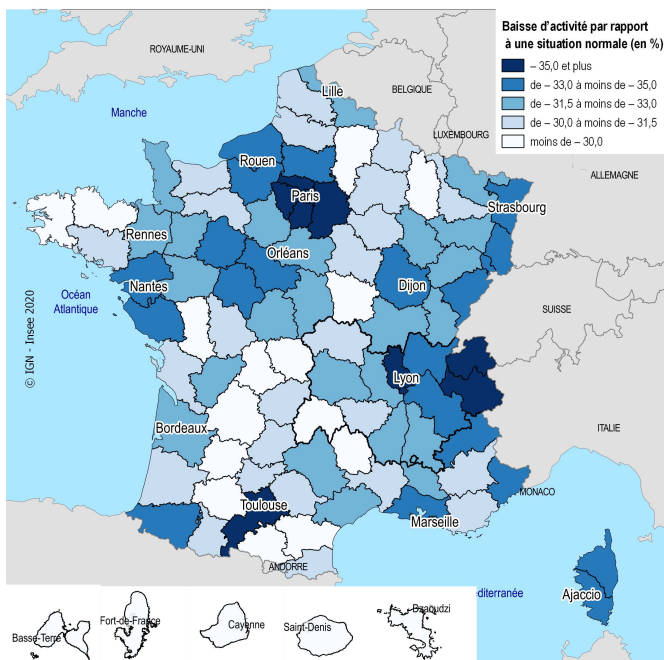 Baisse d'activité par rapport
à une situation normale (en %)
– 35,0 et plus
de – 33,0 à moins de – 35,0
de – 31,5 à moins de – 33,0
de – 30,0 à moins de – 31,5
moins de – 30,0
ROYAUME-UNI
BELGIQUE
LUXEMBOURG
ALLEMAGNE
SUISSE
ITALIE
MONACO
ANDORRE
Manche
Océan
Atlantique
© IGN - Insee 2020
Lille
Rouen
Paris
Strasbourg
Rennes
Orléans
Nantes
Dijon
Lyon
Bordeaux
Toulouse
Marseille
Ajaccio
diterranée
Basse-Terre
Fort-de-France
Cayenne
Saint-Denis
Dzaoudzi